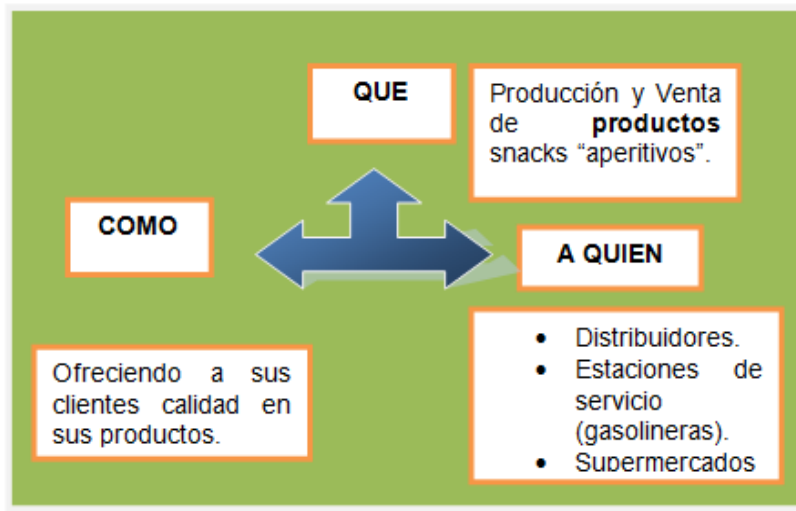 QUE
Producción y Venta
de productos
snacks “aperitivos”.
COMO
A QUIEN
Ofreciendo a sus
clientes calidad en
sus productos.
• Distribuidores.
• Estaciones de
servicio
(gasolineras).
• Supermercados